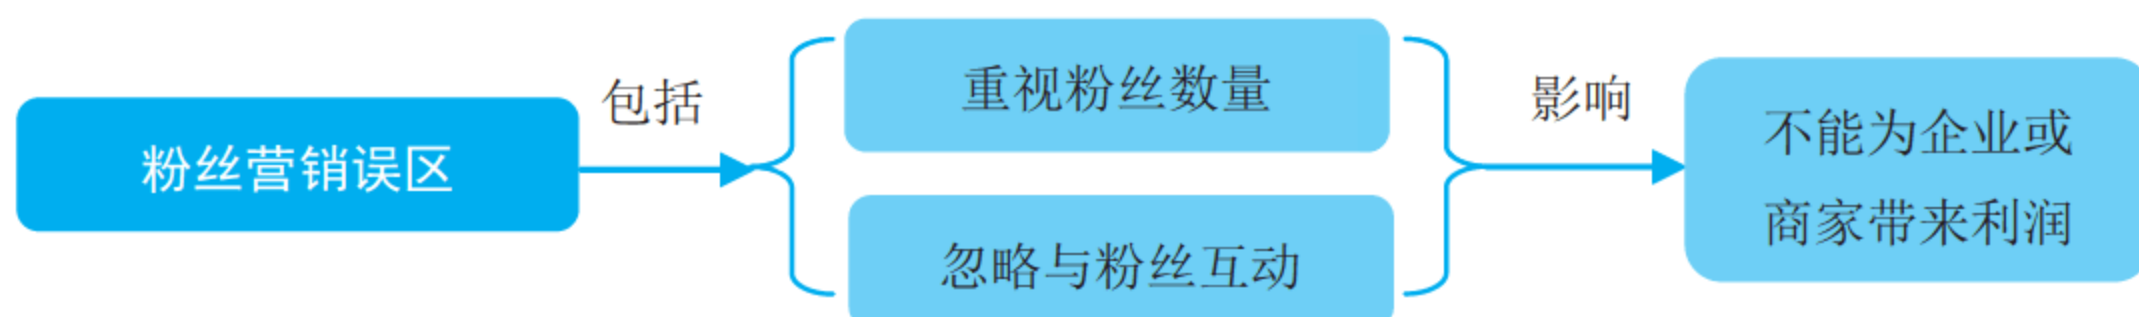 粉丝营销误区
包括
重视粉丝数量
忽略与粉丝互动
影响
不能为企业或
商家带来利润